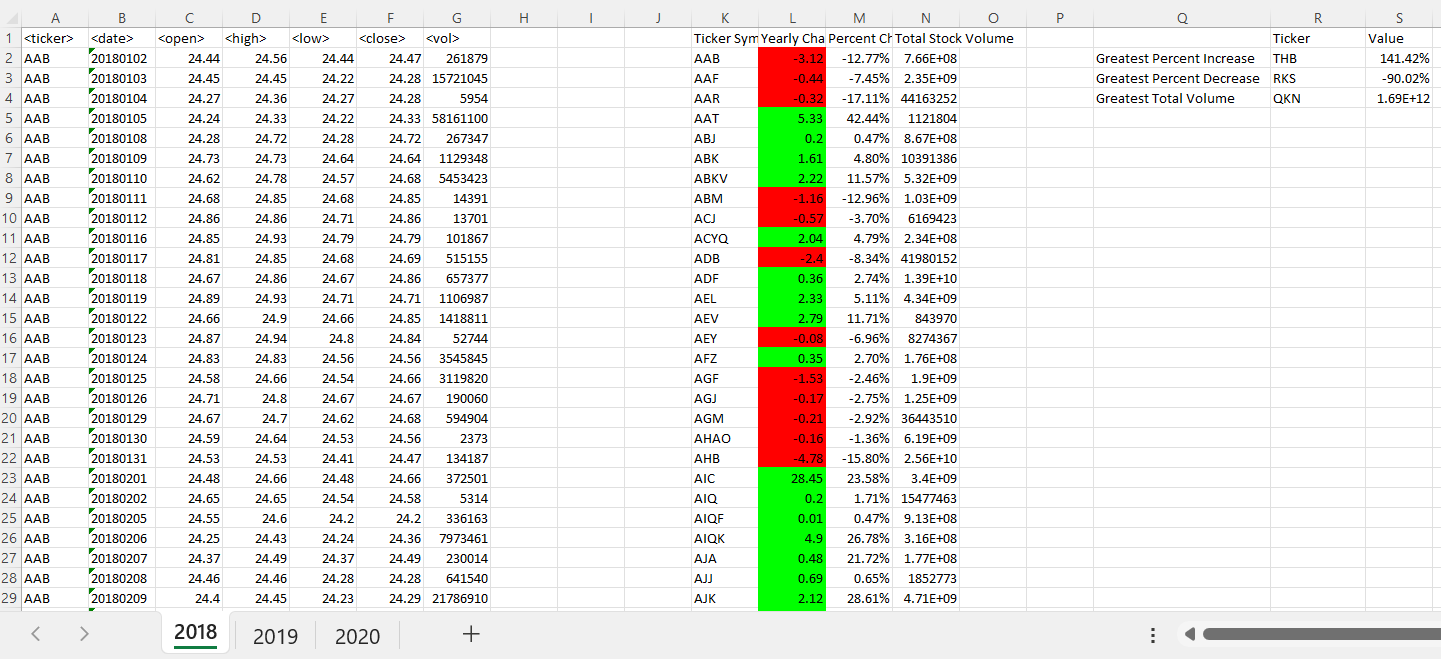 A B C D E F G H I J K L M N O P Q R S
1 <ticker> <date> <open> <high> <low> <close> <vol> Ticker Sym Yearly Cha Percent Ch Total Stock Volume Ticker Value
2 AAB 20180102 24.44 24.56 24.44 24.47 261879 AAB -3.12 -12.77% 7.66E+08 Greatest Percent Increase THB 141.42%
3 AAB 20180103 24.45 24.45 24.22 24.28 15721045 AAF -0.44 -7.45% 2.35E+09 Greatest Percent Decrease RKS -90.02%
4 AAB 20180104 24.27 24.36 24.27 24.28 5954 AAR -0.32 -17.11% 44163252 Greatest Total Volume QKN 1.69E+12
5 AAB 20180105 24.24 24.33 24.22 24.33 58161100 AAT 5.33 42.44% 1121804
6 AAB 20180108 24.28 24.72 24.28 24.72 267347 ABJ 0.2 0.47% 8.67E+08
7 AAB 20180109 24.73 24.73 24.64 24.64 1129348 ABK 1.61 4.80% 10391386
8 AAB 20180110 24.62 24.78 24.57 24.68 5453423 ABKV 2.22 11.57% 5.32E+09
9 AAB 20180111 24.68 24.85 24.68 24.85 14391 ABM -1.16 -12.96% 1.03E+09
10 AAB 20180112 24.86 24.86 24.71 24.86 13701 ACJ -0.57 -3.70% 6169423
11 AAB 20180116 24.85 24.93 24.79 24.79 101867 ACYQ 2.04 4.79% 2.34E+08
12 AAB 20180117 24.81 24.85 24.68 24.69 515155 ADB -2.4 -8.34% 41980152
13 AAB 20180118 24.67 24.86 24.67 24.86 657377 ADF 0.36 2.74% 1.39E+10
14 AAB 20180119 24.89 24.93 24.71 24.71 1106987 AEL 2.33 5.11% 4.34E+09
15 AAB 20180122 24.66 24.9 24.66 24.85 1418811 AEV 2.79 11.71% 843970
16 AAB 20180123 24.87 24.94 24.8 24.84 52744 AEY -0.08 -6.96% 8274367
17 AAB 20180124 24.83 24.83 24.56 24.56 3545845 AFZ 0.35 2.70% 1.76E+08
18 AAB 20180125 24.58 24.66 24.54 24.66 3119820 AGF -1.53 -2.46% 1.9E+09
19 AAB 20180126 24.71 24.8 24.67 24.67 190060 AGJ -0.17 -2.75% 1.25E+09
20 AAB 20180129 24.67 24.7 24.62 24.68 594904 AGM -0.21 -2.92% 36443510
21 AAB 20180130 24.59 24.64 24.53 24.56 2373 AHAO -0.16 -1.36% 6.19E+09
22 AAB 20180131 24.53 24.53 24.41 24.47 134187 AHB -4.78 -15.80% 2.56E+10
23 AAB 20180201 24.48 24.66 24.48 24.66 372501 AIC 28.45 23.58% 3.4E+09
24 AAB 20180202 24.65 24.65 24.54 24.58 5314 AIQ 0.2 1.71% 15477463
25 AAB 20180205 24.55 24.6 24.2 24.2 336163 AIQF 0.01 0.47% 9.13E+08
26 AAB 20180206 24.25 24.43 24.24 24.36 7973461 AIQK 4.9 26.78% 3.16E+08
27 AAB 20180207 24.37 24.49 24.37 24.49 230014 AJA 0.48 21.72% 1.77E+08
28 AAB 20180208 24.46 24.46 24.28 24.28 641540 AJJ 0.69 0.65% 1852773
29 AAB 20180209 24.4 24.45 24.23 24.29 21786910 AJK 2.12 28.61% 4.71E+09
2018 2019 2020